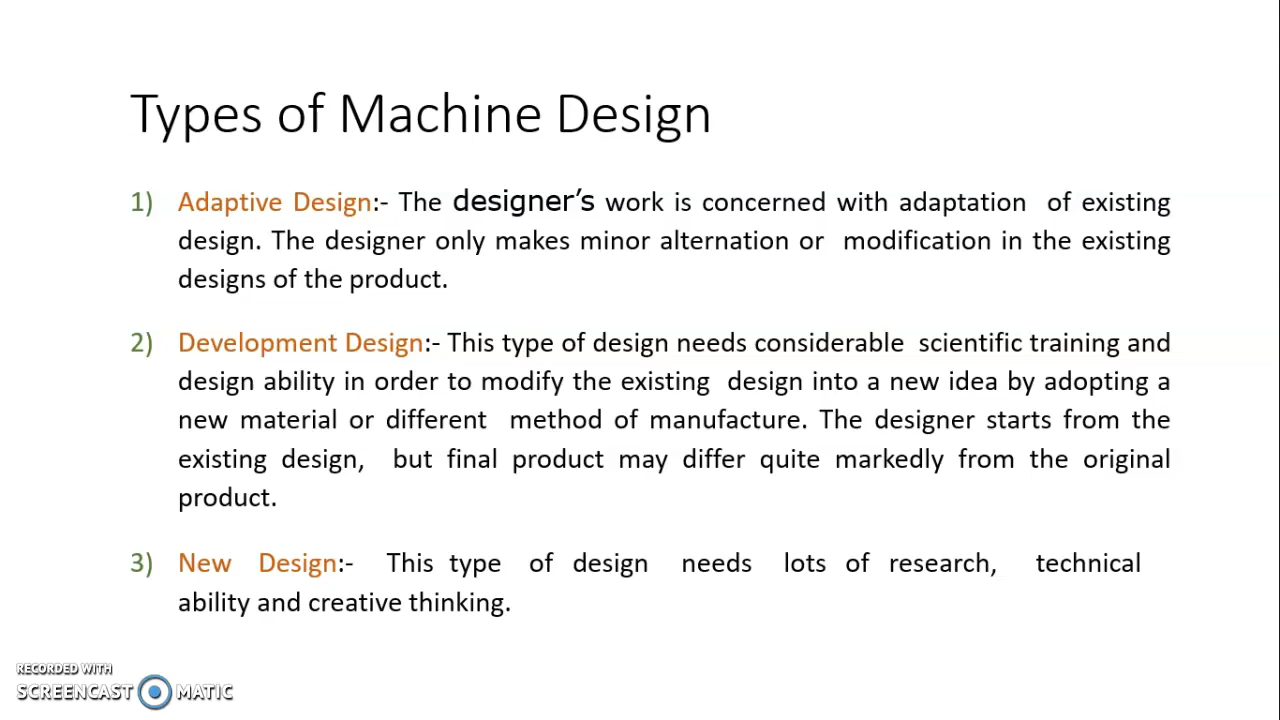 Types of Machine Design
1) Adaptive Design:- The designer’s work is concerned with adaptation of existing
design. The designer only makes minor alternation or modification in the existing
designs of the product.
2) Development Design:- This type of design needs considerable scientific training and
design ability in order to modify the existing design into a new idea by adopting a
new material or different method of manufacture. The designer starts from the
existing design, but final product may differ quite markedly from the original
product.
3) New Design:- This type of design needs lots of research, technical
ability and creative thinking.
RECORDED WITH
SCREENCAST MATIC